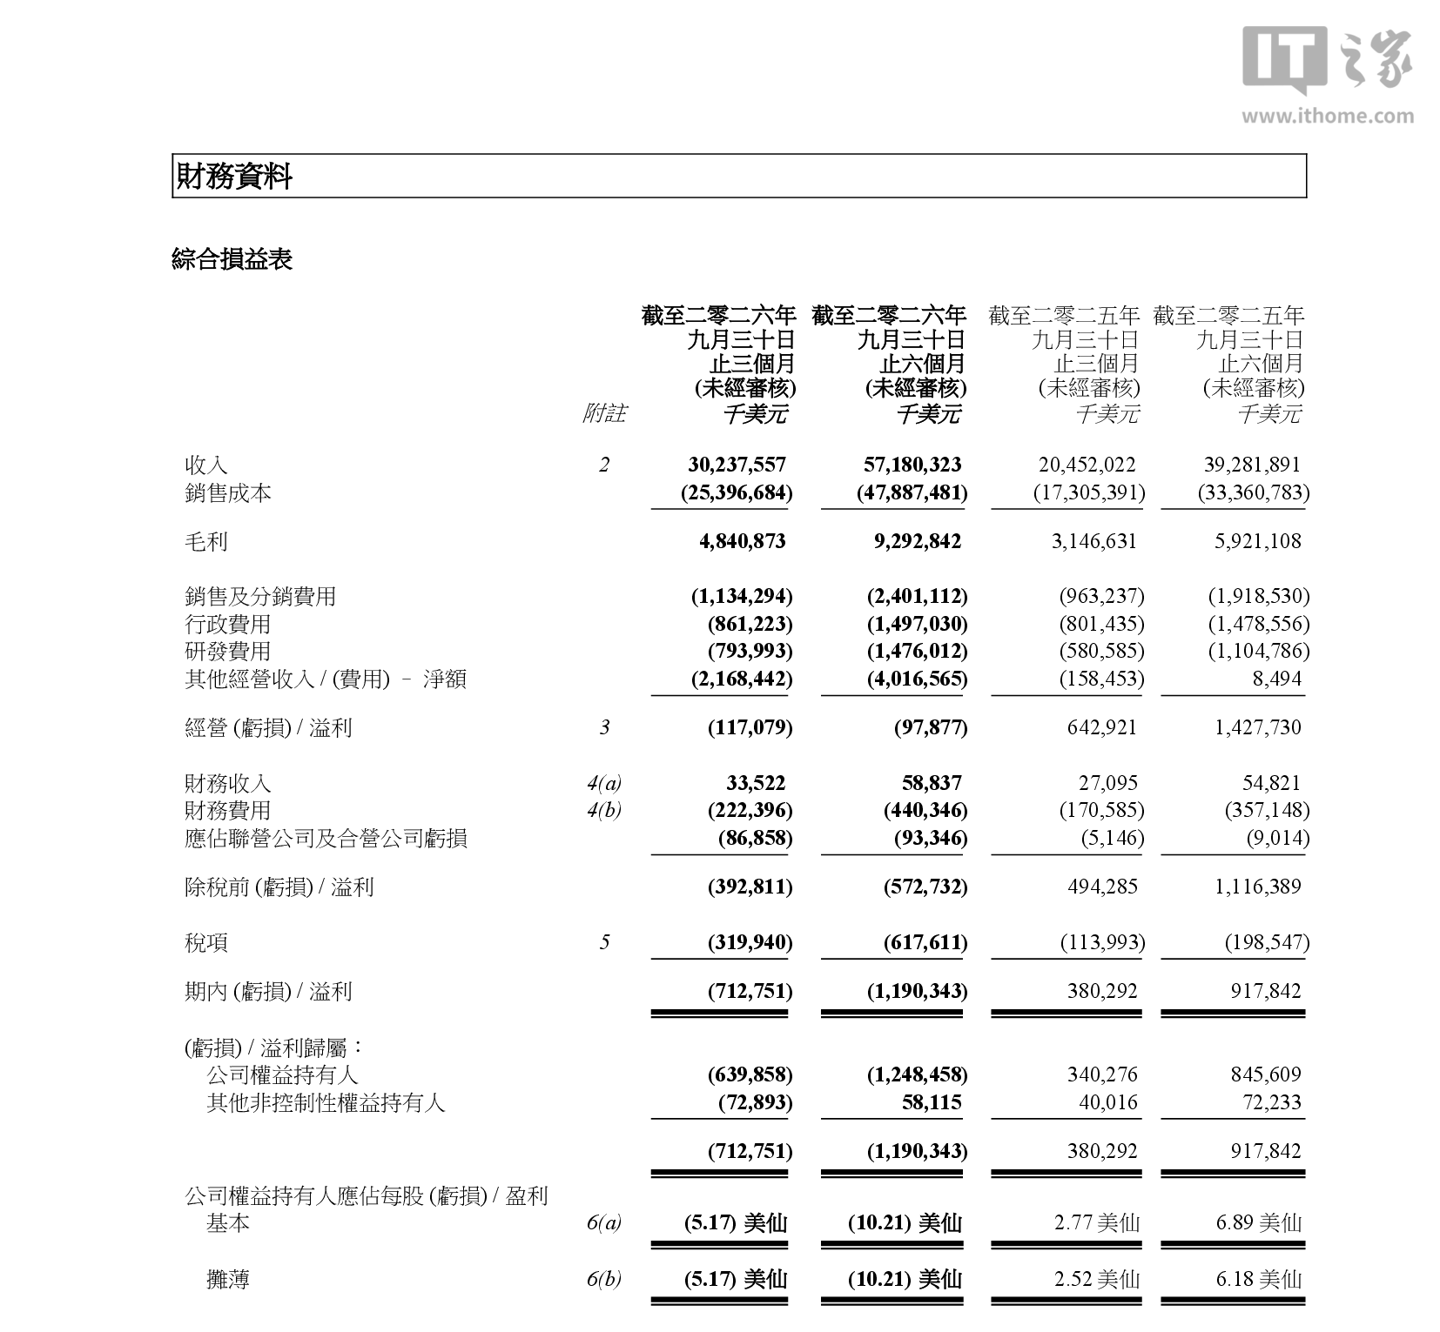 IT之家
www.ithome.com
財務資料
綜合損益表
截至二零二六年 截至二零二六年 截至二零二五年 截至二零二五年
九月三十日 九月三十日 九月三十日 九月三十日
止三個月 止六個月 止三個月 止六個月
(未經審核) (未經審核) (未經審核) (未經審核)
附註 千美元 千美元 千美元 千美元
收入 2 30,237,557 57,180,323 20,452,022 39,281,891
銷售成本 (25,396,684) (47,887,481) (17,305,391) (33,360,783)
毛利 4,840,873 9,292,842 3,146,631 5,921,108
銷售及分銷費用 (1,134,294) (2,401,112) (963,237) (1,918,530)
行政費用 (861,223) (1,497,030) (801,435) (1,478,556)
研發費用 (793,993) (1,476,012) (580,585) (1,104,786)
其他經營收入 / (費用) － 淨額 (2,168,442) (4,016,565) (158,453) 8,494
經營 (虧損) / 溢利 3 (117,079) (97,877) 642,921 1,427,730
財務收入 4(a) 33,522 58,837 27,095 54,821
財務費用 4(b) (222,396) (440,346) (170,585) (357,148)
應佔聯營公司及合營公司虧損 (86,858) (93,346) (5,146) (9,014)
除稅前 (虧損) / 溢利 (392,811) (572,732) 494,285 1,116,389
稅項 5 (319,940) (617,611) (113,993) (198,547)
期內 (虧損) / 溢利 (712,751) (1,190,343) 380,292 917,842
(虧損) / 溢利歸屬：
公司權益持有人 (639,858) (1,248,458) 340,276 845,609
其他非控制性權益持有人 (72,893) 58,115 40,016 72,233
(712,751) (1,190,343) 380,292 917,842
公司權益持有人應佔每股 (虧損) / 盈利
基本 6(a) (5.17) 美仙 (10.21) 美仙 2.77 美仙 6.89 美仙
攤薄 6(b) (5.17) 美仙 (10.21) 美仙 2.52 美仙 6.18 美仙